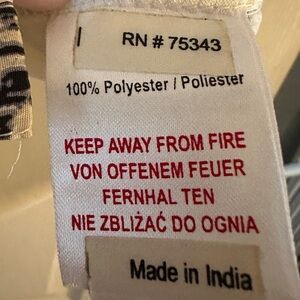 RN # 75343
100% Polyester / Poliester
KEEP AWAY FROM FIRE
VON OFFENEM FEUER
FERNHAL TEN
NIE ZBLIŻAĆ DO OGNIA
Made in India